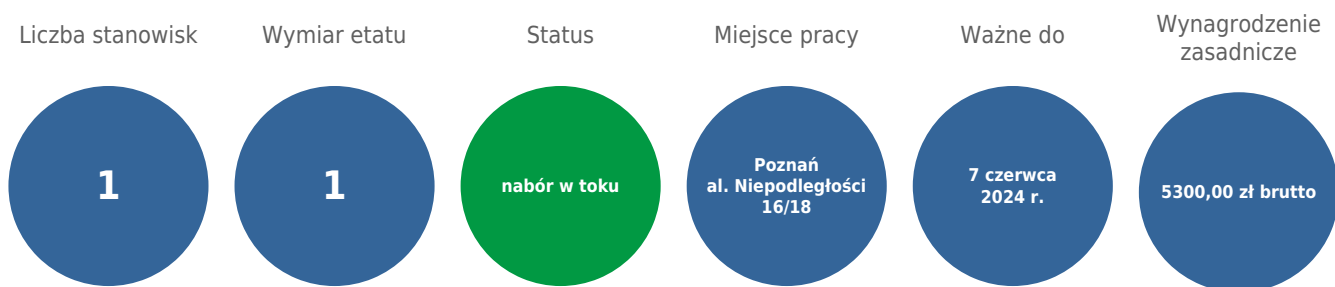 Liczba stanowisk
1
Wymiar etatu
1
Status
nabór w toku
Miejsce pracy
Poznań
al. Niepodległości
16/18
Ważne do
7 czerwca
2024 r.
Wynagrodzenie
zasadnicze
5300,00 zł brutto